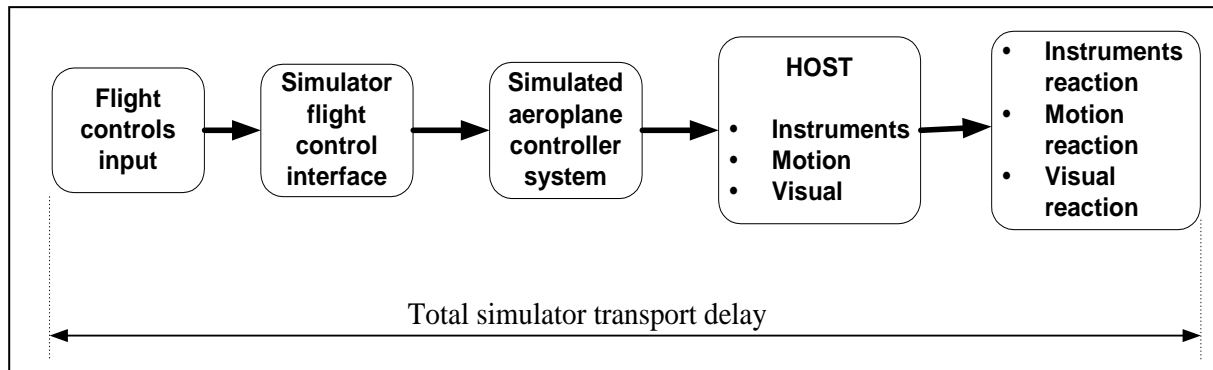 Flight
controls
input
Simulator
flight
control
interface
Simulated
aeroplane
controller
system
HOST
• Instruments
• Motion
• Visual
• Instruments
reaction
• Motion
reaction
• Visual
reaction
Total simulator transport delay